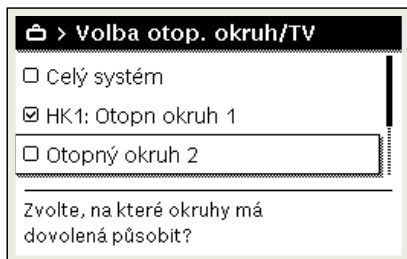 > Volba otop. okruh/TV
Celý systém
HK1: Otopn okruh 1
Otopný okruh 2
Zvolte, na které okruhy má
dovolená působit?